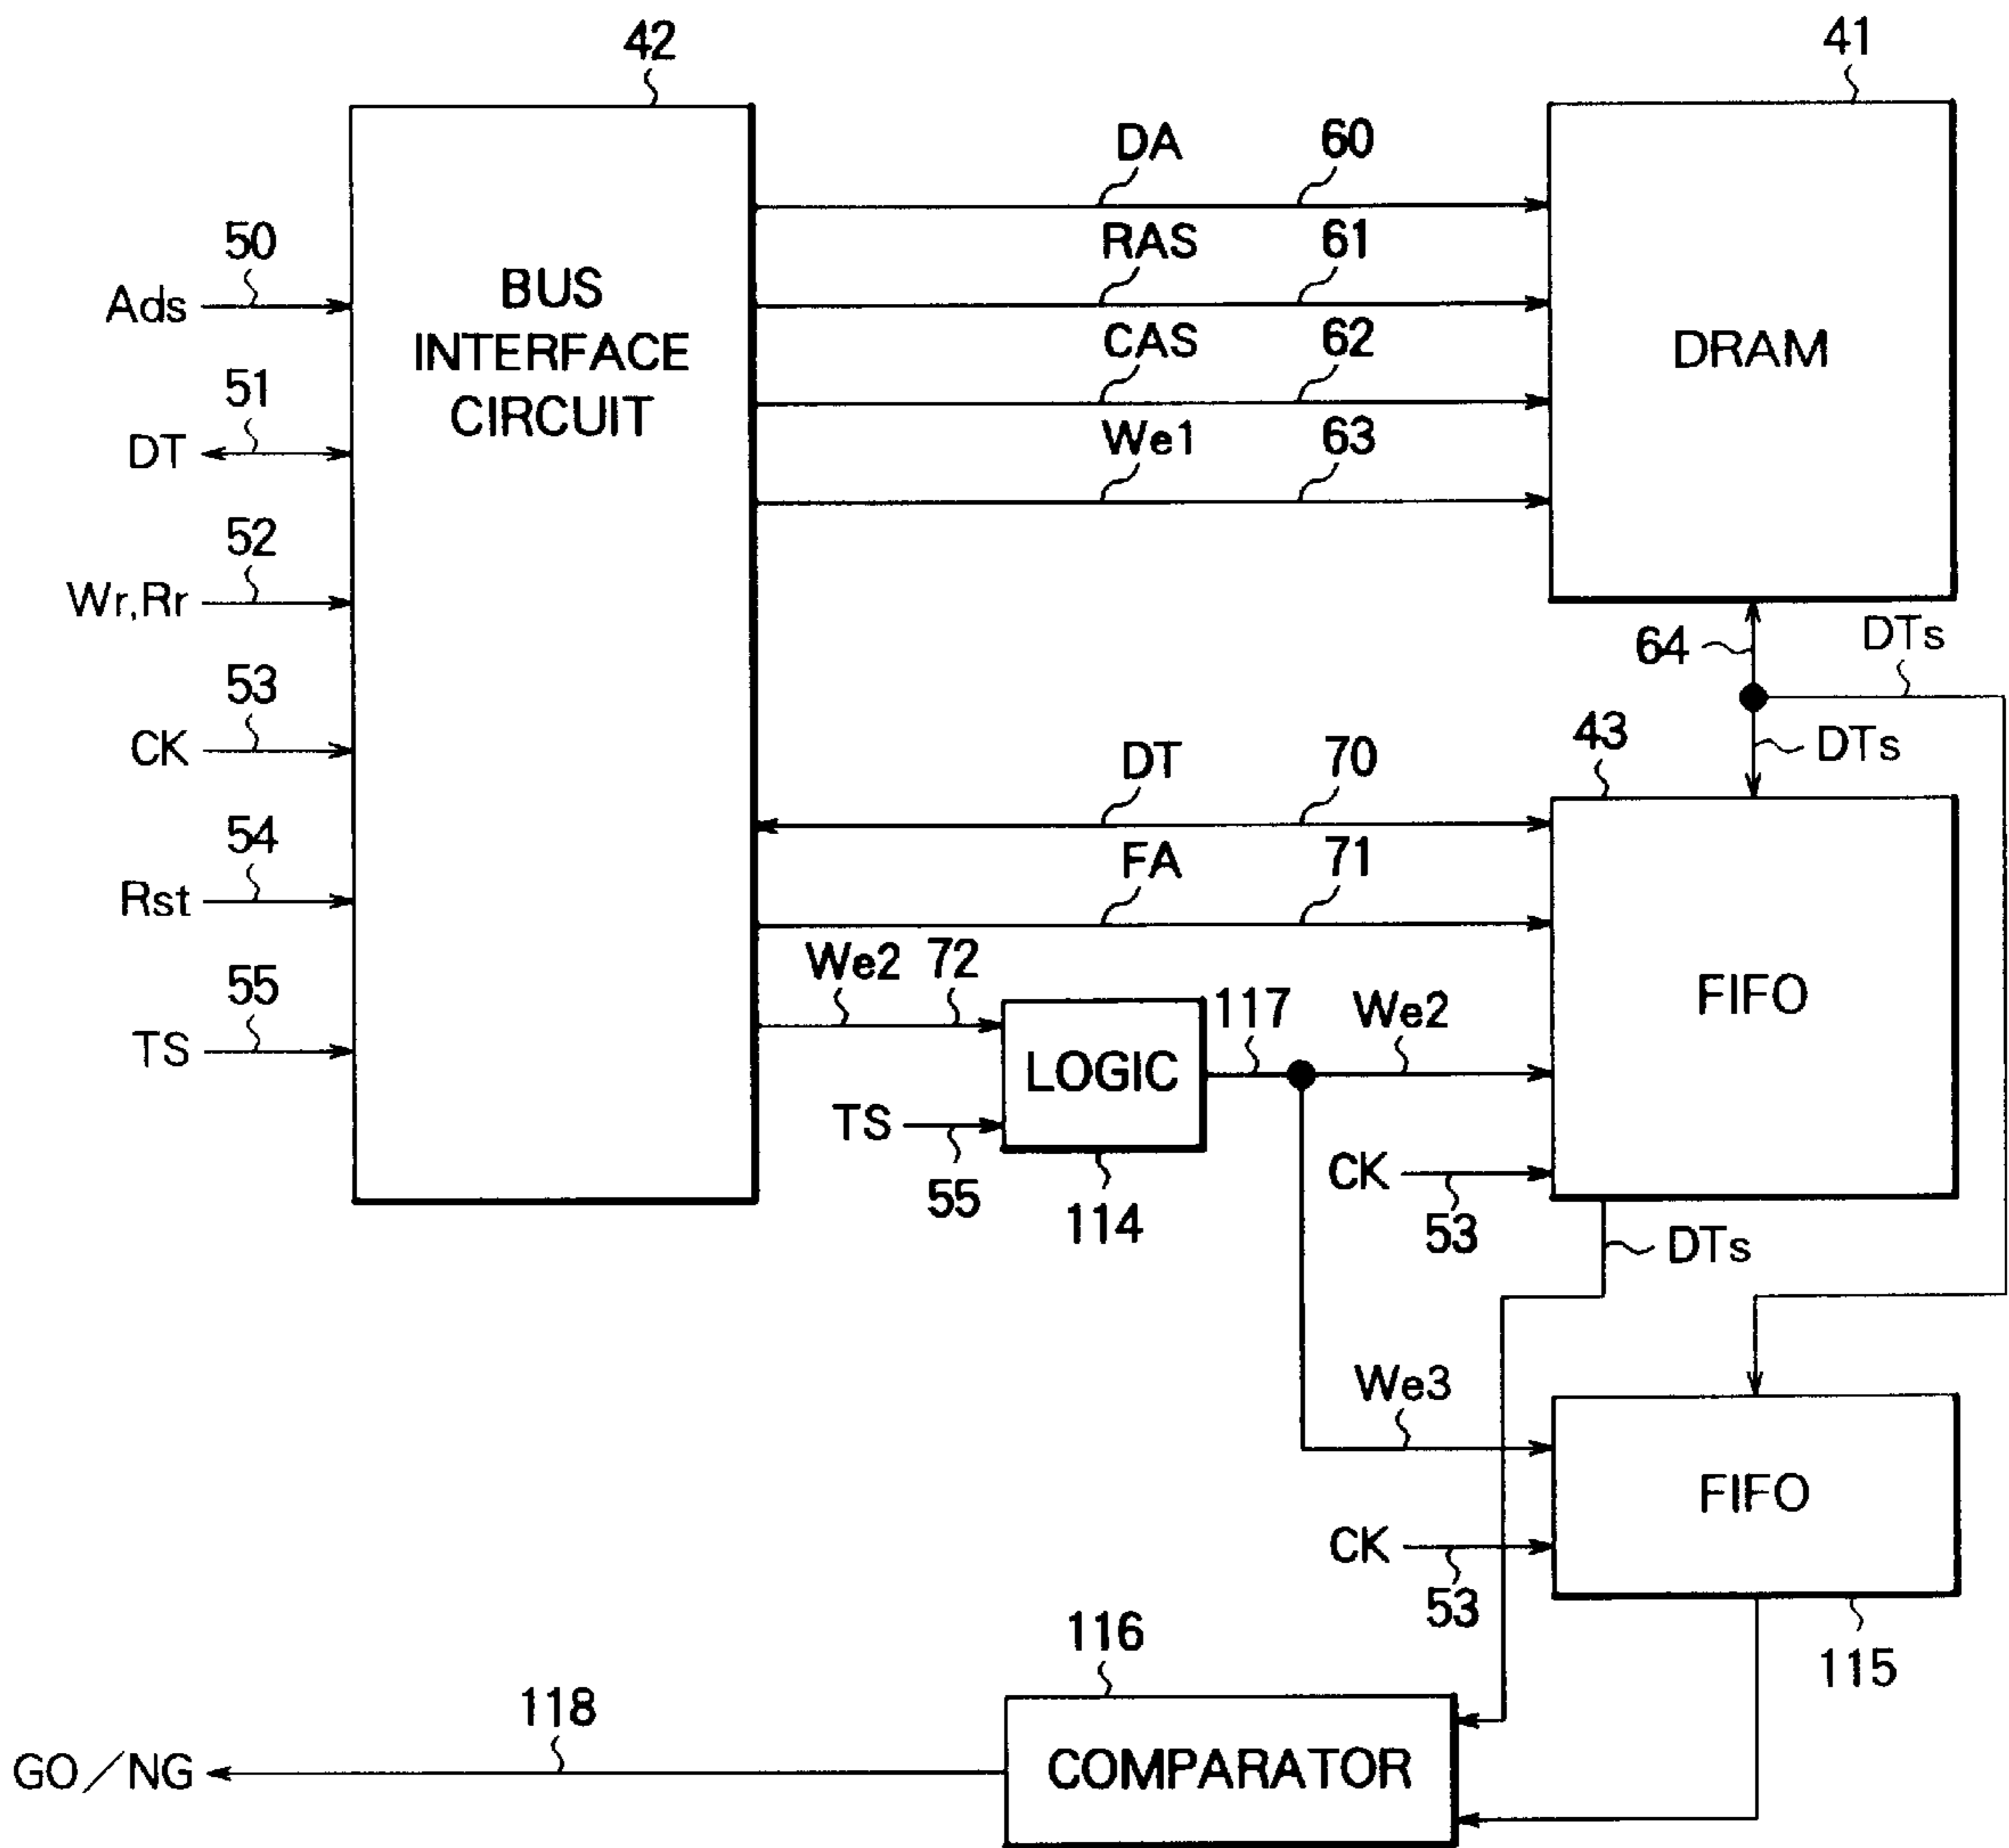 42
41
DA
60
50
Ads
BUS
INTERFACE
CIRCUIT
RAS
61
DRAM
51
DT
CAS
62
We1
63
52
Wr,Rr
64
DTs
53
CK
43
DTs
DT
70
54
Rst
FA
71
FIFO
55
TS
We2
72
LOGIC
117
We2
TS
55
114
CK
53
DTs
We3
FIFO
CK
53
115
116
COMPARATOR
118
GO/NG